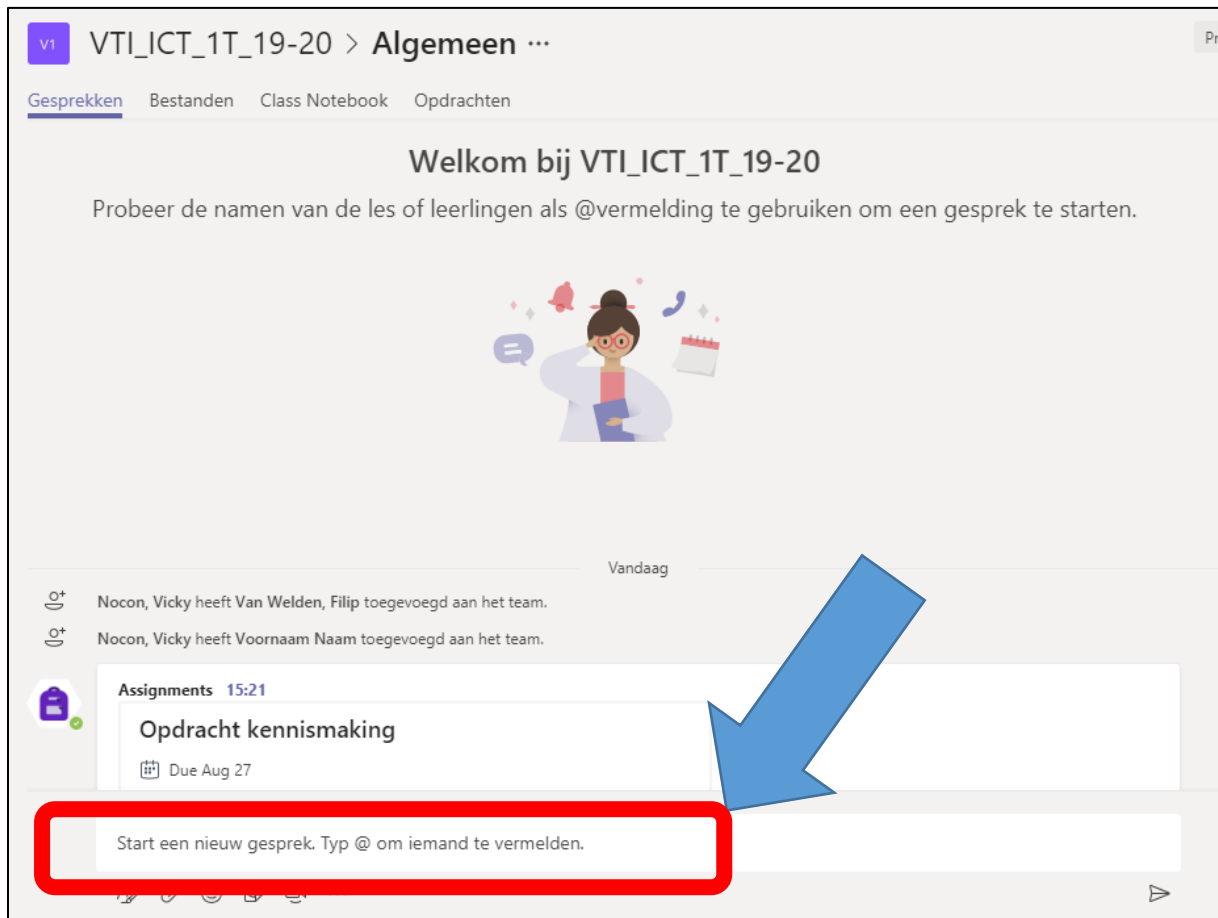 V1 VTI_ICT_1T_19-20 > Algemeen ...
Pr
Gesprekken Bestanden Class Notebook Opdrachten
Welkom bij VTI_ICT_1T_19-20
Probeer de namen van de les of leerlingen als @vermelding te gebruiken om een gesprek te starten.
Vandaag
Nocon, Vicky heeft Van Welden, Filip toegevoegd aan het team.
Nocon, Vicky heeft Voornaam Naam toegevoegd aan het team.
Assignments 15:21
Opdracht kennismaking
Due Aug 27
Start een nieuw gesprek. Typ @ om iemand te vermelden.